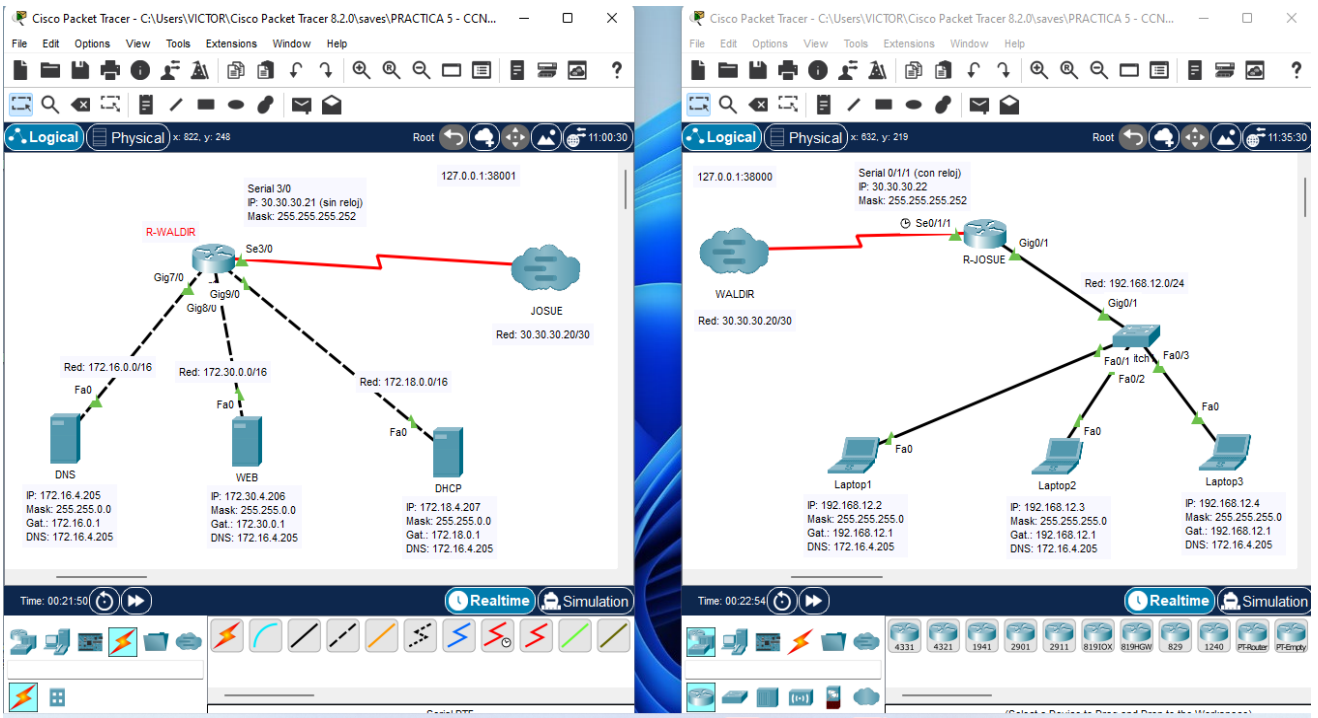 Cisco Packet Tracer - C:\Users\VICTOR\Cisco Packet Tracer 8.2.0\saves\PRACTICA 5 - CCN...
File Edit Options View Tools Extensions Window Help
Logical Physical x: 822, y: 248 Root 11:00:30
127.0.0.1:38001
Serial 3/0
IP: 30.30.30.21 (sin reloj)
Mask: 255.255.255.252
R-WALDIR
Se3/0
Gig7/0
Gig9/0
Gig8/0
JOSUE
Red: 30.30.30.20/30
Red: 172.16.0.0/16
Red: 172.30.0.0/16
Red: 172.18.0.0/16
Fa0
Fa0
Fa0
DNS
IP: 172.16.4.205
Mask: 255.255.0.0
Gat.: 172.16.0.1
DNS: 172.16.4.205
WEB
IP: 172.30.4.206
Mask: 255.255.0.0
Gat.: 172.30.0.1
DNS: 172.16.4.205
DHCP
IP: 172.18.4.207
Mask: 255.255.0.0
Gat.: 172.18.0.1
DNS: 172.16.4.205
Time: 00:21:50 Realtime Simulation
Cisco Packet Tracer - C:\Users\VICTOR\Cisco Packet Tracer 8.2.0\saves\PRACTICA 5 - CCN...
File Edit Options View Tools Extensions Window Help
Logical Physical x: 632, y: 219 Root 11:35:30
127.0.0.1:38000
Serial 0/1/1 (con reloj)
IP: 30.30.30.22
Mask: 255.255.255.252
Se0/1/1
Gig0/1
R-JOSUE
WALDIR
Red: 30.30.30.20/30
Red: 192.168.12.0/24
Gig0/1
Fa0/1 itch Fa0/3
Fa0/2
Fa0
Fa0
Fa0
Laptop1
IP: 192.168.12.2
Mask: 255.255.255.0
Gat.: 192.168.12.1
DNS: 172.16.4.205
Laptop2
IP: 192.168.12.3
Mask: 255.255.255.0
Gat.: 192.168.12.1
DNS: 172.16.4.205
Laptop3
IP: 192.168.12.4
Mask: 255.255.255.0
Gat.: 192.168.12.1
DNS: 172.16.4.205
Time: 00:22:54 Realtime Simulation
4331 4321 1941 2901 2911 819IOX 819HGW 829 1240 PT-Router PT-Empty
(Select a Device to Drag and Drop to the Workspace)